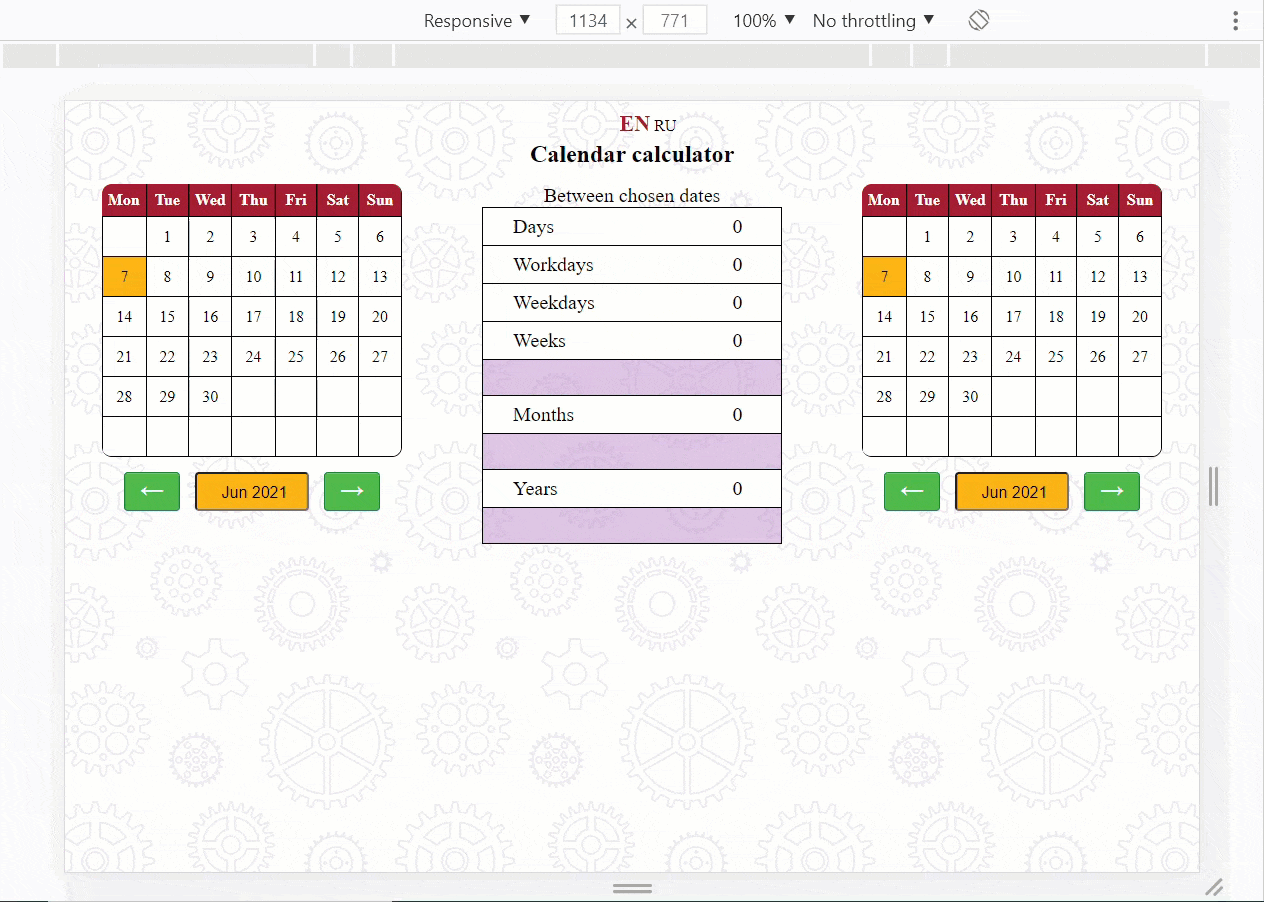 Responsive ▼ 1134 × 771 100% ▼ No throttling ▼
EN RU
Calendar calculator
Mon Tue Wed Thu Fri Sat Sun
1 2 3 4 5 6
7 8 9 10 11 12 13
14 15 16 17 18 19 20
21 22 23 24 25 26 27
28 29 30
← Jun 2021 →
Between chosen dates
Days 0
Workdays 0
Weekdays 0
Weeks 0
Months 0
Years 0
Mon Tue Wed Thu Fri Sat Sun
1 2 3 4 5 6
7 8 9 10 11 12 13
14 15 16 17 18 19 20
21 22 23 24 25 26 27
28 29 30
← Jun 2021 →